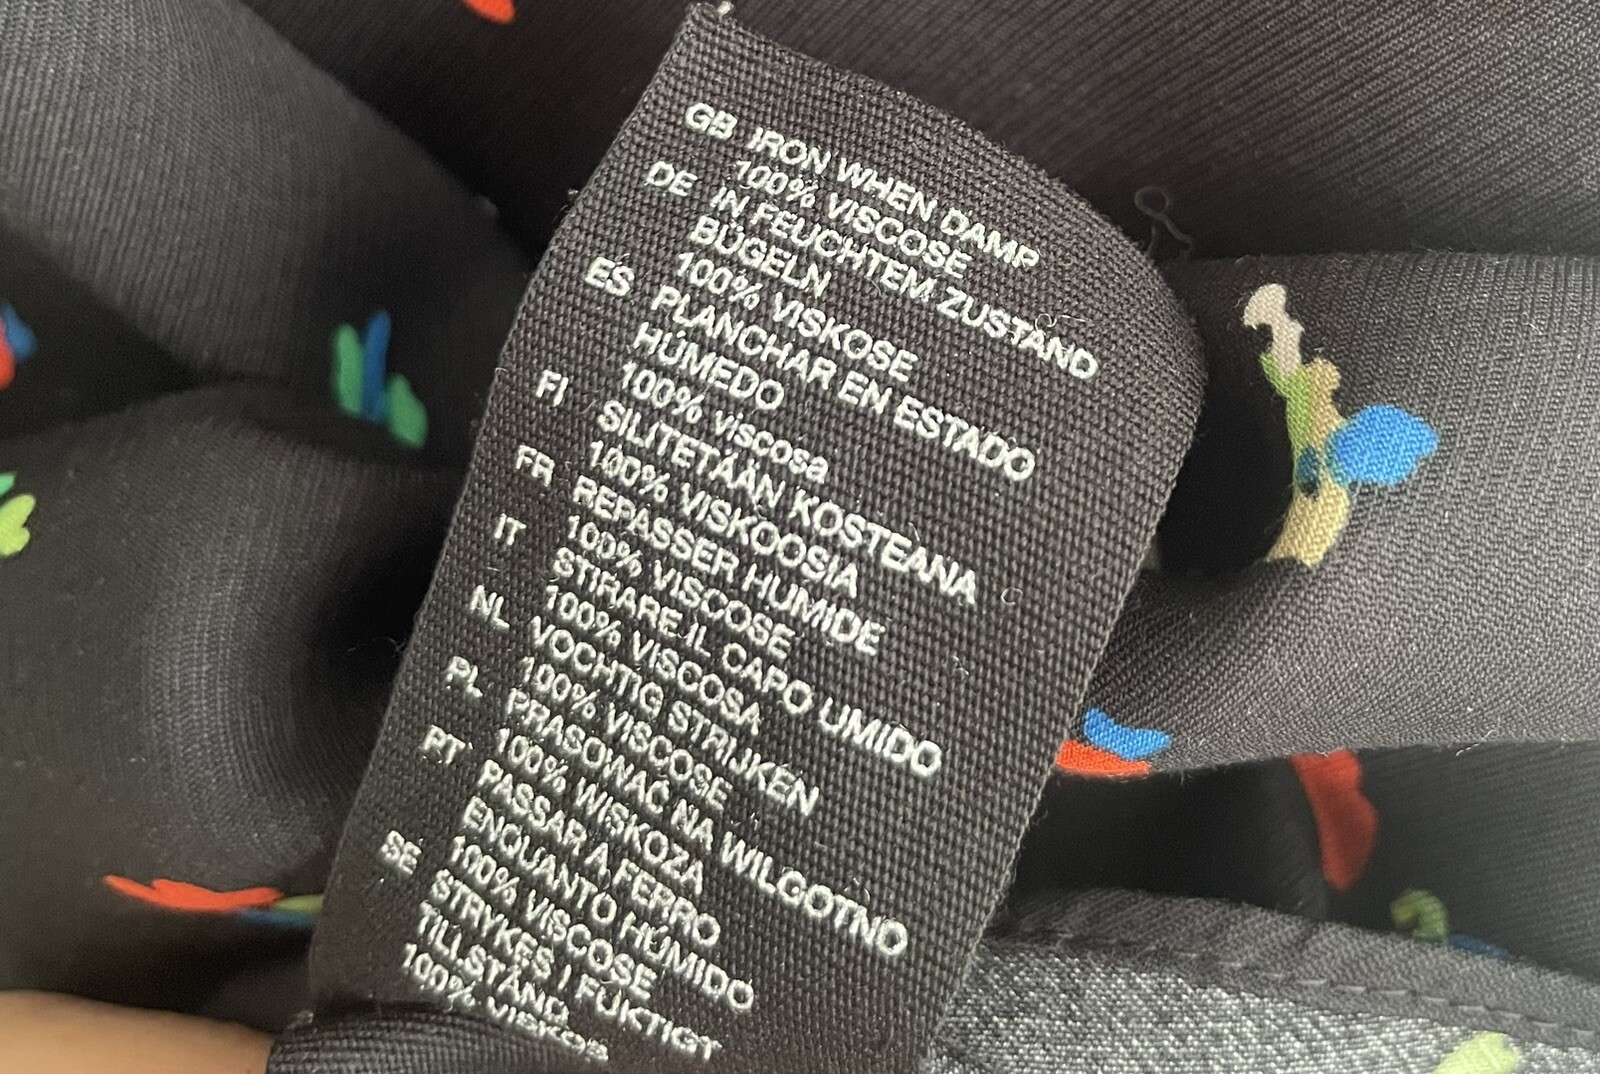 GB IRON WHEN DAMP
100% VISCOSE
DE IN FEUCHTEM ZUSTAND
BÜGELN
100% VISKOSE
ES PLANCHAR EN ESTADO
HÚMEDO
100% viscosa
FI SILITETÄÄN KOSTEANA
100% VISKOOSIA
FR REPASSER HUMIDE
100% VISCOSE
IT STIRARE IL CAPO UMIDO
100% VISCOSA
NL VOCHTIG STRIJKEN
100% VISCOSE
PL PRASOWAĆ NA WILGOTNO
100% WISKOZA
PT PASSAR A FERRO
ENQUANTO HÚMIDO
100% VISCOSE
SE STRYKES I FUKTIGT
TILLSTÅND
100% VISKOS